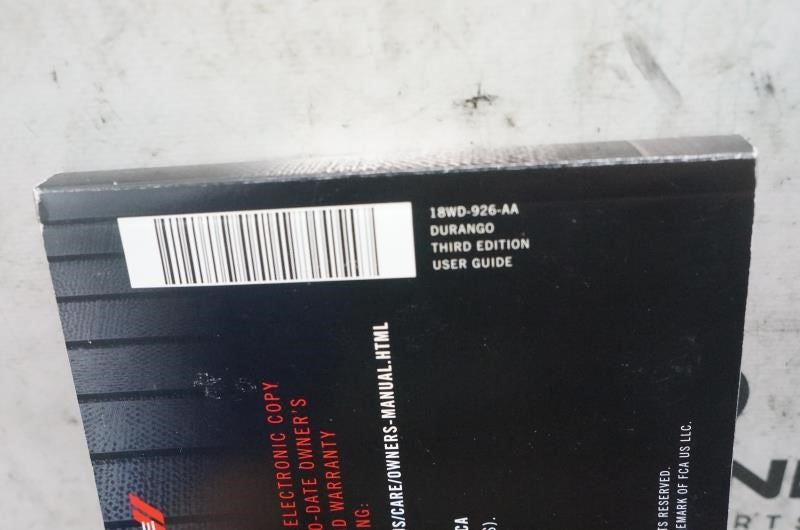 18WD-926-AA
DURANGO
THIRD EDITION
USER GUIDE
ELECTRONIC COPY
O-DATE OWNER'S
D WARRANTY
NG:
S/CARE/OWNERS-MANUAL.HTML
CA
S).
TS RESERVED.
EMARK OF FCA US LLC.